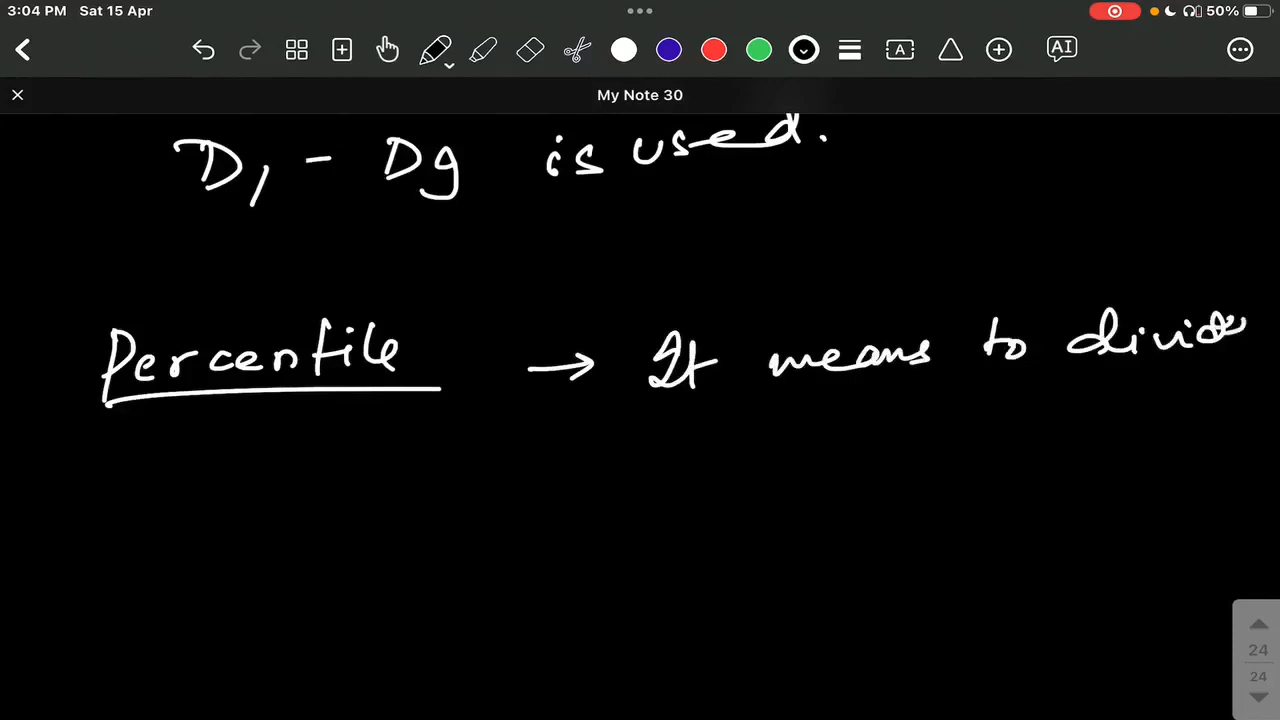 3:04 PM Sat 15 Apr 50%
A AI
My Note 30
D1 - D9 is used.
Percentile → It means to divide
24
24